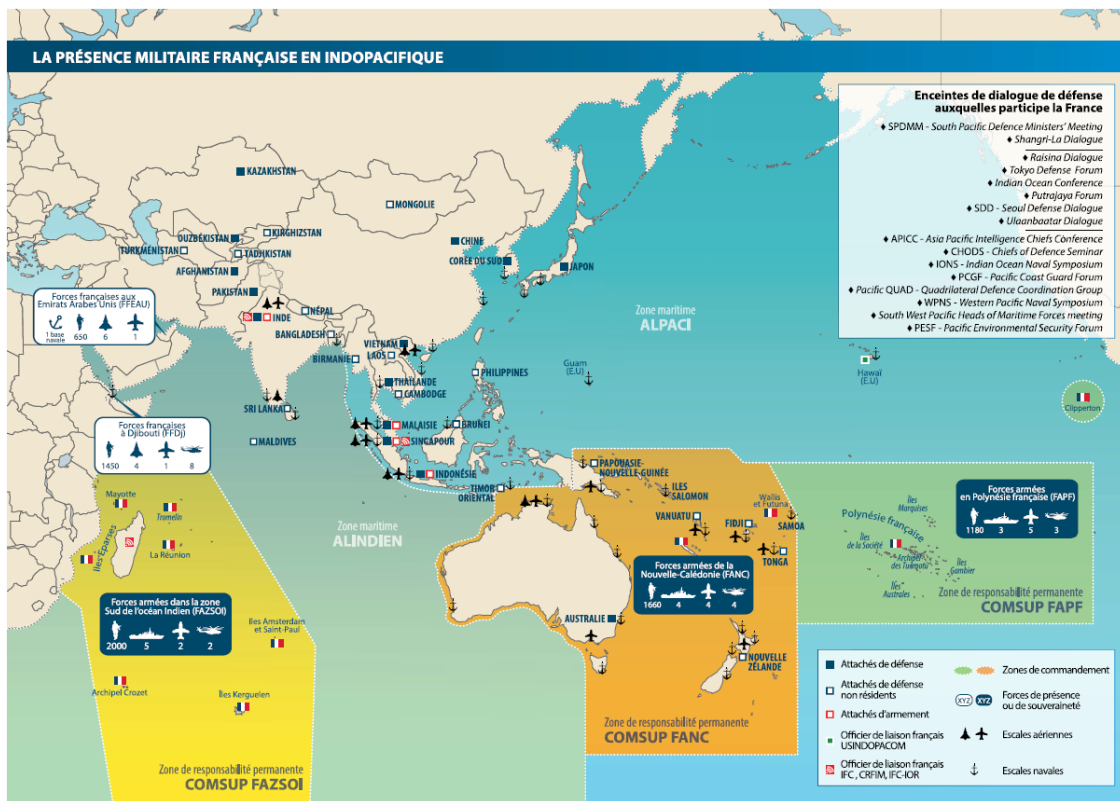 LA PRÉSENCE MILITAIRE FRANÇAISE EN INDOPACIFIQUE
Enceintes de dialogue de défense
auxquelles participe la France
♦ SPDMM - South Pacific Defence Ministers' Meeting
♦ Shangri-La Dialogue
♦ Raisina Dialogue
♦ Tokyo Defense Forum
♦ Indian Ocean Conference
♦ Putrajaya Forum
♦ SDD - Seoul Defense Dialogue
♦ Ulaanbaatar Dialogue
♦ APICC - Asia Pacific Intelligence Chiefs Conference
♦ CHODS - Chiefs of Defence Seminar
♦ IONS - Indian Ocean Naval Symposium
♦ PCGF - Pacific Coast Guard Forum
♦ Pacific QUAD - Quadrilateral Defence Coordination Group
♦ WPNS - Western Pacific Naval Symposium
♦ South West Pacific Heads of Maritime Forces meeting
♦ PESF - Pacific Environmental Security Forum
KAZAKHSTAN
MONGOLIE
OUZBÉKISTAN
KIRGHIZSTAN
TURKMÉNISTAN
TADJIKISTAN
CHINE
CORÉE DU SUD
JAPON
AFGHANISTAN
PAKISTAN
Forces françaises aux
Emirats Arabes Unis (FFEAU)
1 base
navale
650
6
1
NÉPAL
INDE
BANGLADESH
Zone maritime
ALPACI
VIETNAM
LAOS
BIRMANIE
PHILIPPINES
Guam
(E.U)
Hawaï
(E.U)
THAÏLANDE
CAMBODGE
Clipperton
SRI LANKA
Forces françaises
à Djibouti (FFDj)
1450
4
1
8
MALAISIE
BRUNEI
MALDIVES
SINGAPOUR
INDONÉSIE
PAPOUASIE-
NOUVELLE-GUINÉE
TIMOR
ORIENTAL
ILES
SALOMON
Mayotte
Tromelin
Îles Eparses
La Réunion
Zone maritime
ALINDIEN
Wallis
et Futuna
VANUATU
FIDJI
SAMOA
TONGA
Forces armées
en Polynésie française (FAPF)
1180
3
5
3
Îles
Marquises
Polynésie française
Îles
de la Société
Archipel
des Tuamotu
Îles
Gambier
Îles
Australes
Zone de responsabilité permanente
COMSUP FAPF
Forces armées de la
Nouvelle-Calédonie (FANC)
1660
4
4
4
Forces armées dans la zone
Sud de l'océan Indien (FAZSOI)
2000
5
2
2
Iles Amsterdam
et Saint-Paul
AUSTRALIE
NOUVELLE
ZÉLANDE
Archipel Crozet
Îles Kerguelen
Zone de responsabilité permanente
COMSUP FANC
Zone de responsabilité permanente
COMSUP FAZSOI
Attachés de défense
Attachés de défense
non résidents
Attachés d'armement
Officier de liaison français
USINDOPACOM
Officier de liaison français
IFC, CRFIM, IFC-IOR
Zones de commandement
XYZ
XYZ
Forces de présence
ou de souveraineté
Escales aériennes
Escales navales